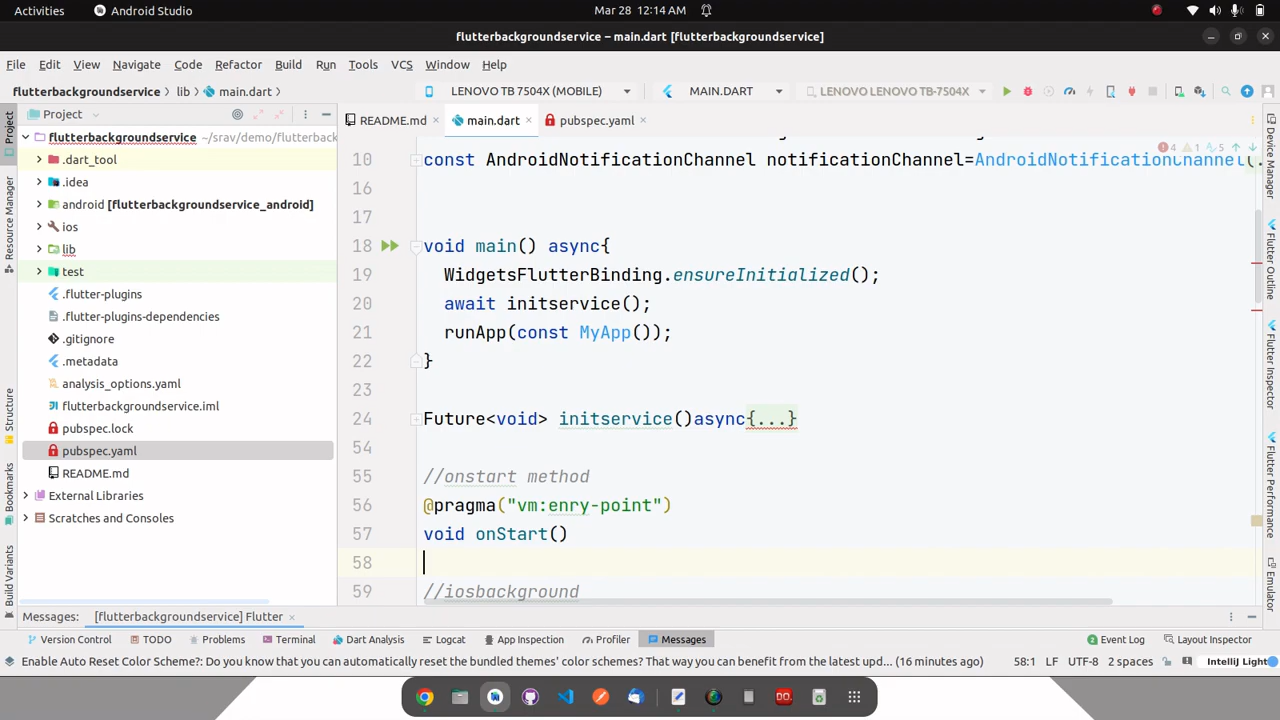 Activities
Android Studio
Mar 28 12:14 AM
flutterbackgroundservice – main.dart [flutterbackgroundservice]
File Edit View Navigate Code Refactor Build Run Tools VCS Window Help
flutterbackgroundservice lib main.dart
LENOVO TB 7504X (MOBILE)
MAIN.DART
LENOVO LENOVO TB-7504X
Project
README.md
main.dart
pubspec.yaml
flutterbackgroundservice ~/srav/demo/flutterback
.dart_tool
.idea
android [flutterbackgroundservice_android]
ios
lib
test
.flutter-plugins
.flutter-plugins-dependencies
.gitignore
.metadata
analysis_options.yaml
flutterbackgroundservice.iml
pubspec.lock
pubspec.yaml
README.md
External Libraries
Scratches and Consoles
Project
Resource Manager
Structure
Bookmarks
Build Variants
4 1 5
10 const AndroidNotificationChannel notificationChannel=AndroidNotificationChannel(.
16
17
18 void main() async{
19 WidgetsFlutterBinding.ensureInitialized();
20 await initservice();
21 runApp(const MyApp());
22 }
23
24 Future<void> initservice()async{...}
54
55 //onstart method
56 @pragma("vm:enry-point")
57 void onStart()
58
59 //iosbackground
Device Manager
Flutter Outline
Flutter Inspector
Flutter Performance
Emulator
Messages: [flutterbackgroundservice] Flutter
Version Control TODO Problems Terminal Dart Analysis Logcat App Inspection Profiler Messages 2 Event Log Layout Inspector
Enable Auto Reset Color Scheme?: Do you know that you can automatically reset the bundled themes' color schemes? That way you can benefit from the latest upd... (16 minutes ago) 58:1 LF UTF-8 2 spaces IntelliJ Light
DO.